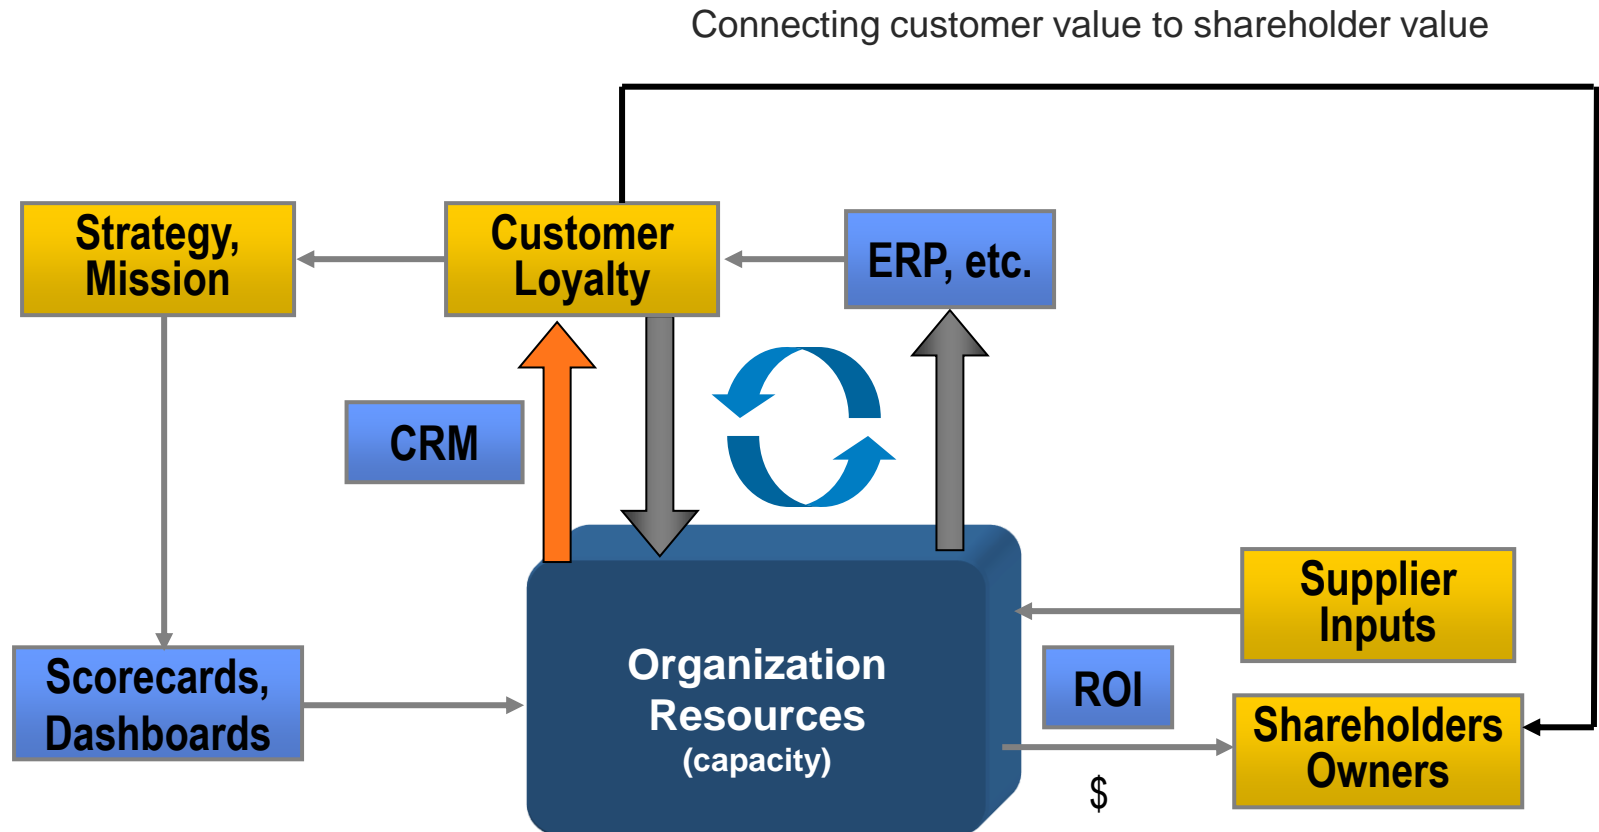 Connecting customer value to shareholder value
Strategy,
Mission
Customer
Loyalty
ERP, etc.
CRM
Supplier
Inputs
Organization
Resources
(capacity)
ROI
Scorecards,
Dashboards
Shareholders
Owners
$